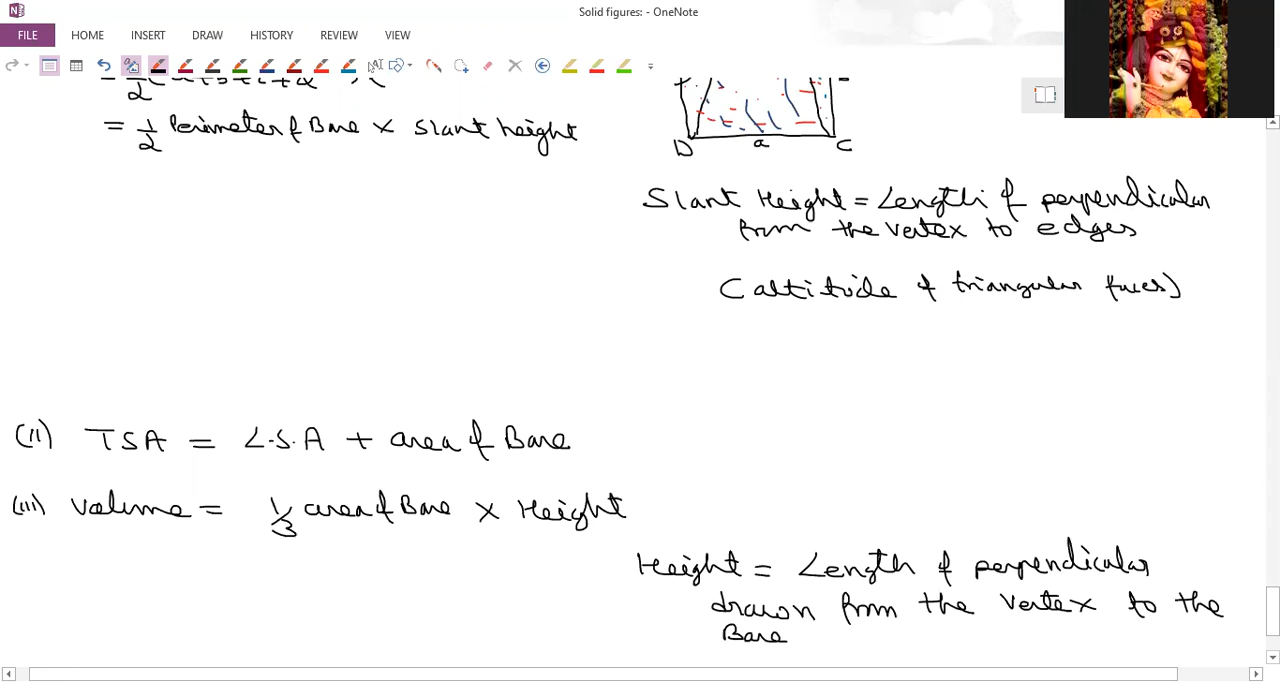 Solid figures: - OneNote
FILE HOME INSERT DRAW HISTORY REVIEW VIEW
= 1/2
= 1/2 Perimeter of Base × Slant height
D a C
Slant Height = Length of perpendicular
from the vertex to edges
(altitude of triangular faces)
(ii) TSA = L.S.A + area of Base
(iii) Volume = 1/3 area of Base × Height
Height = Length of perpendicular
drawn from the vertex to the
Base